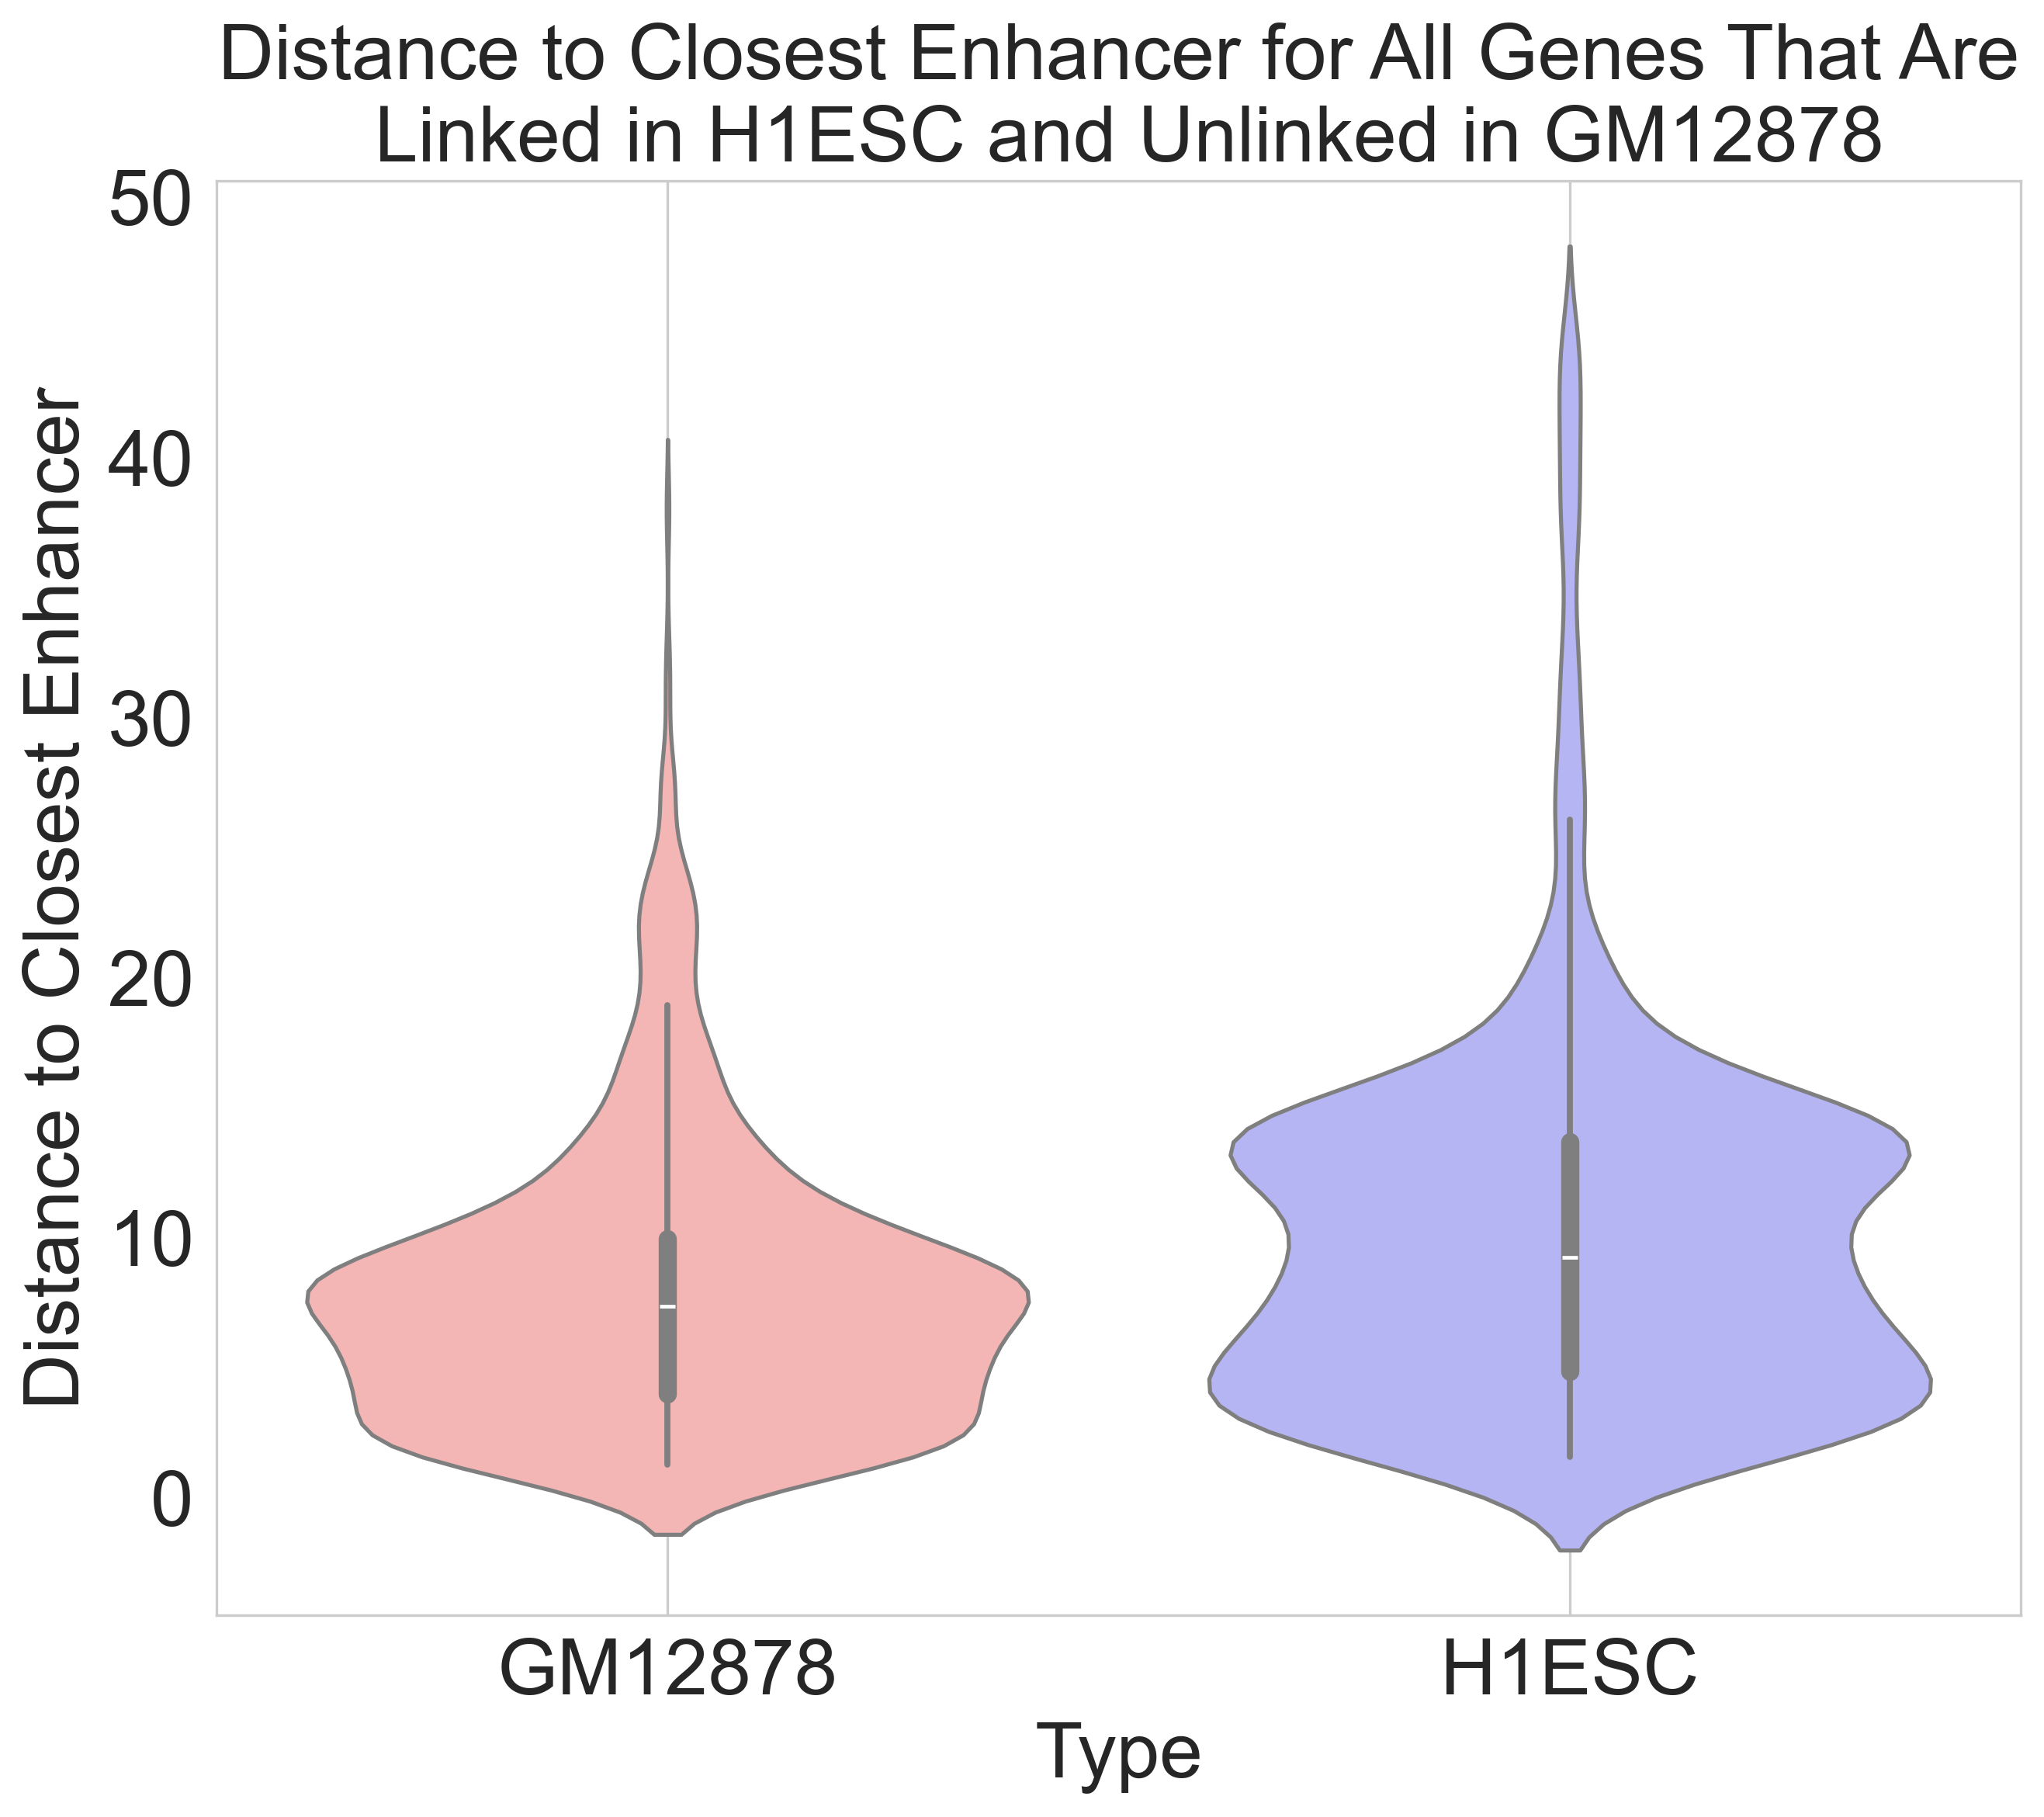 Distance to Closest Enhancer for All Genes That Are
Linked in H1ESC and Unlinked in GM12878
Distance to Closest Enhancer
50
40
30
20
10
0
GM12878
H1ESC
Type